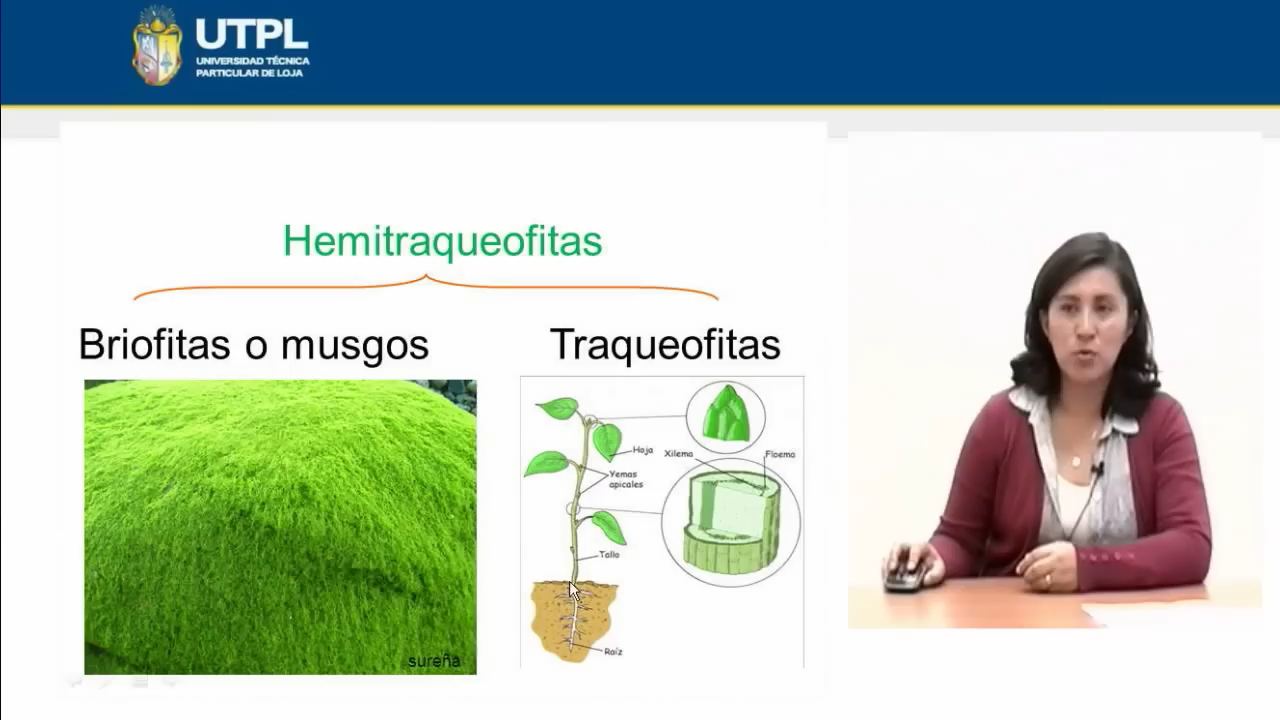 UTPL
UNIVERSIDAD TÉCNICA
PARTICULAR DE LOJA
Hemitraqueofitas
Briofitas o musgos
Traqueofitas
Hoja
Xilema
Floema
Yemas
apicales
Tallo
Raíz
sureña